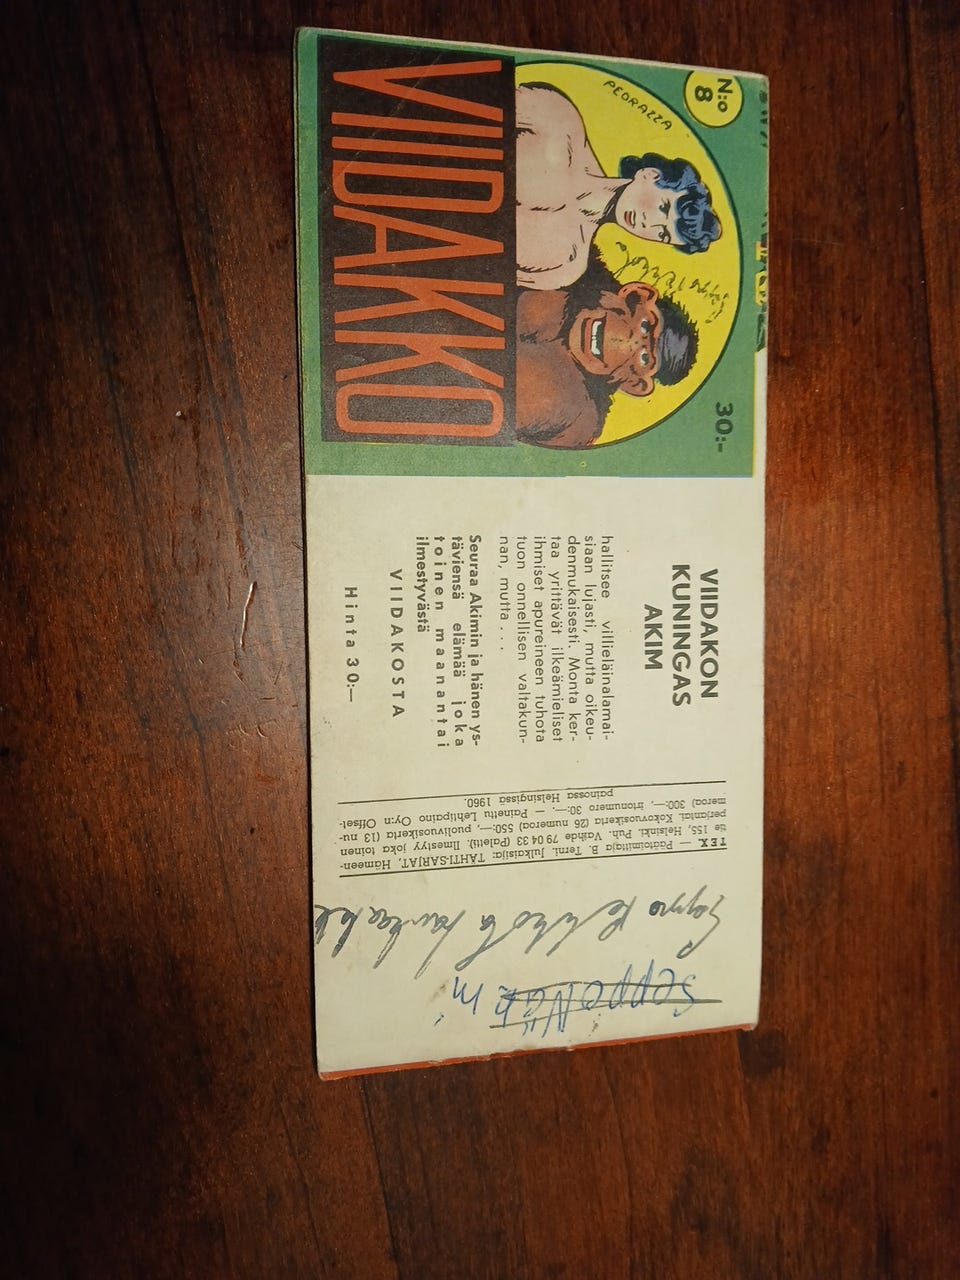 N:o
8
PEDRAZZA
30:-
VIIDAKKO
VIIDAKON
KUNINGAS
AKIM
hallitsee villieläinalamai-
siaan lujasti, mutta oikeu-
denmukaisesti. Monta ker-
taa yrittävät ilkeämieliset
ihmiset apureineen tuhota
tuon onnellisen valtakun-
nan, mutta . . .
Seuraa Akimin ja hänen ys-
täviensä elämää joka
toinen maanantai
ilmestyvästä
VIIDAKOSTA
Hinta 30:—
TEX. — Päätoimittaja B. Terni. Julkaisija: TÄHTI-SARJAT, Hämeen-
tie 155, Helsinki. Puh. Vaihde 79 04 33 (Paletti). Ilmestyy joka toinen
perjantai. Kokovuosikerta (26 numeroa) 550:—, puolivuosikerta (13 nu-
meroa) 300:—, irtonumero 30:—. — Painettu Lehtipaino Oy:n Offset-
painossa Helsingissä 1960.
Seppo
Seppo